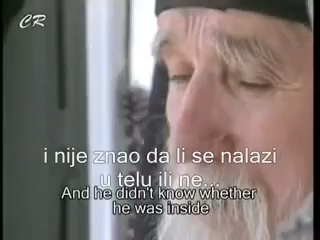 CR
i nije znao da li se nalazi
u telu ili ne...
And he didn't know whether
he was inside